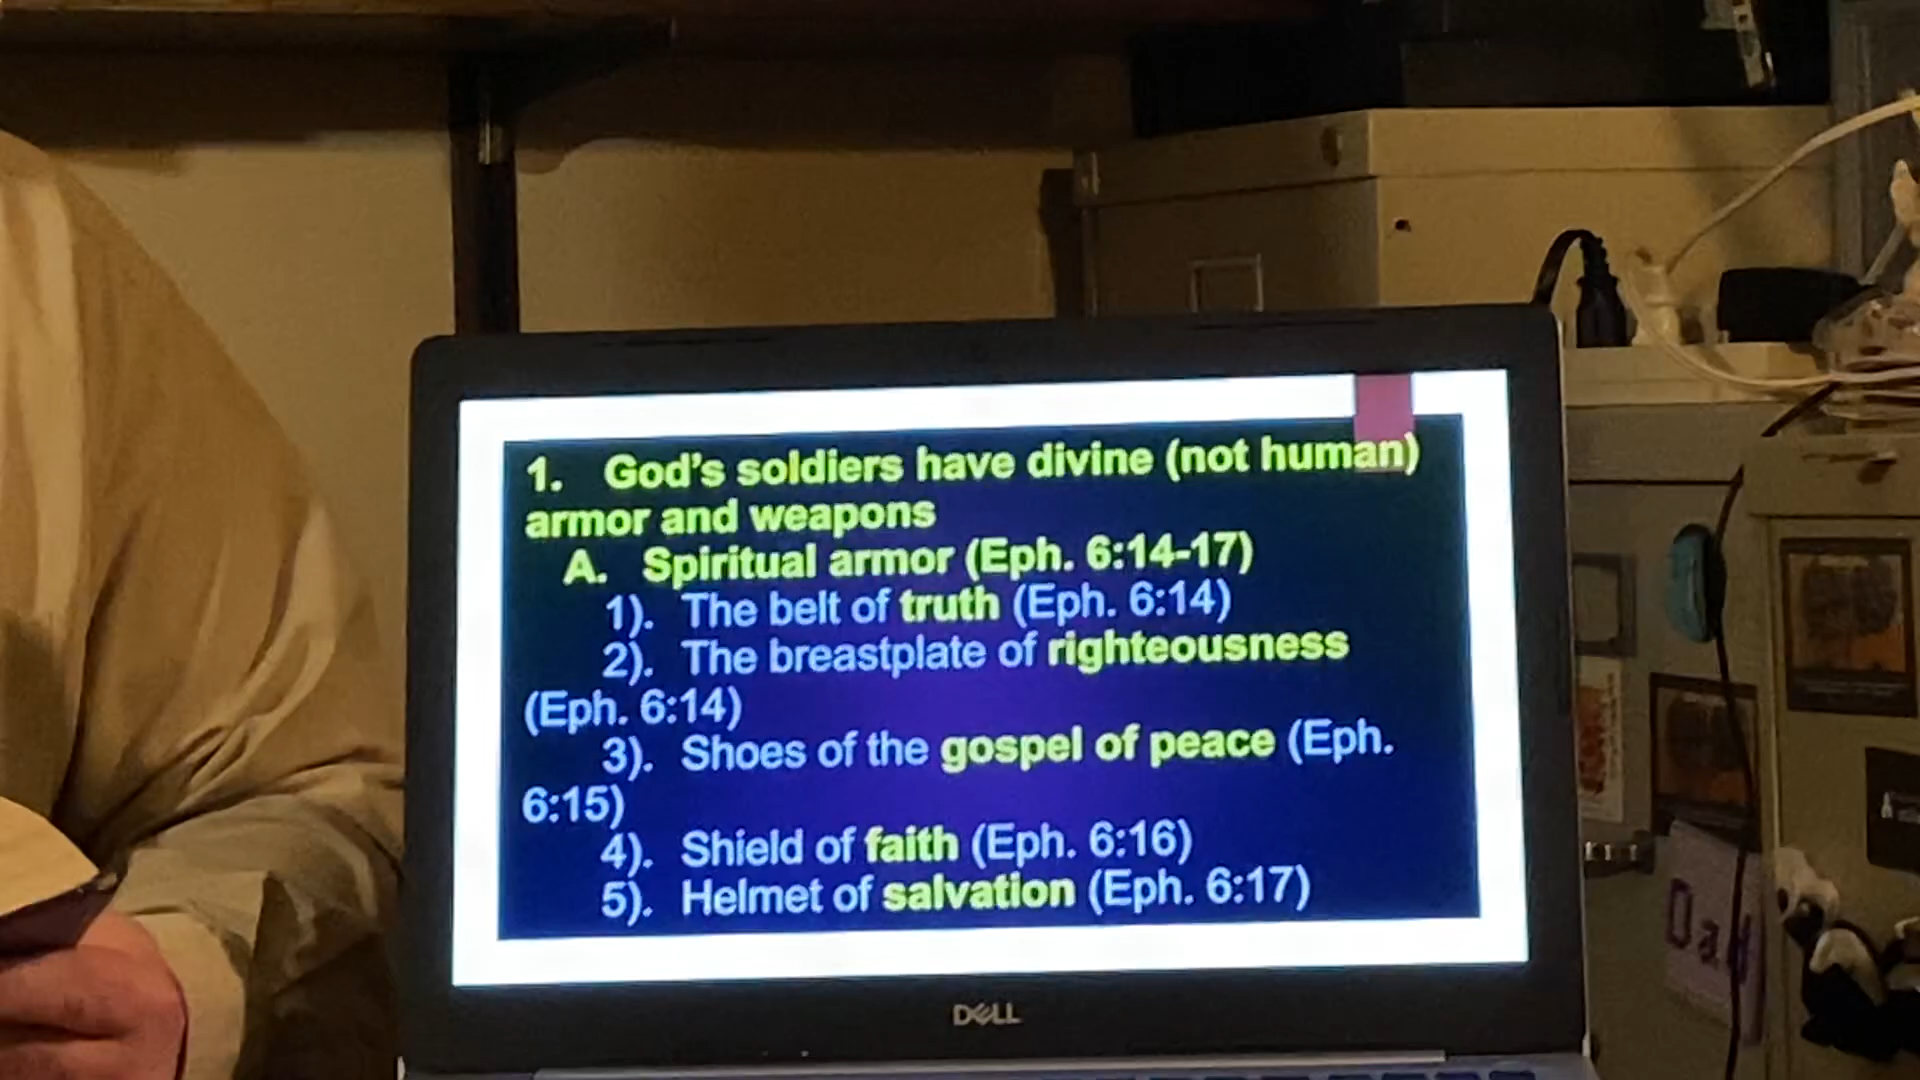 1. God's soldiers have divine (not human)
armor and weapons
A. Spiritual armor (Eph. 6:14-17)
1). The belt of truth (Eph. 6:14)
2). The breastplate of righteousness
(Eph. 6:14)
3). Shoes of the gospel of peace (Eph.
6:15)
4). Shield of faith (Eph. 6:16)
5). Helmet of salvation (Eph. 6:17)
DELL
Day